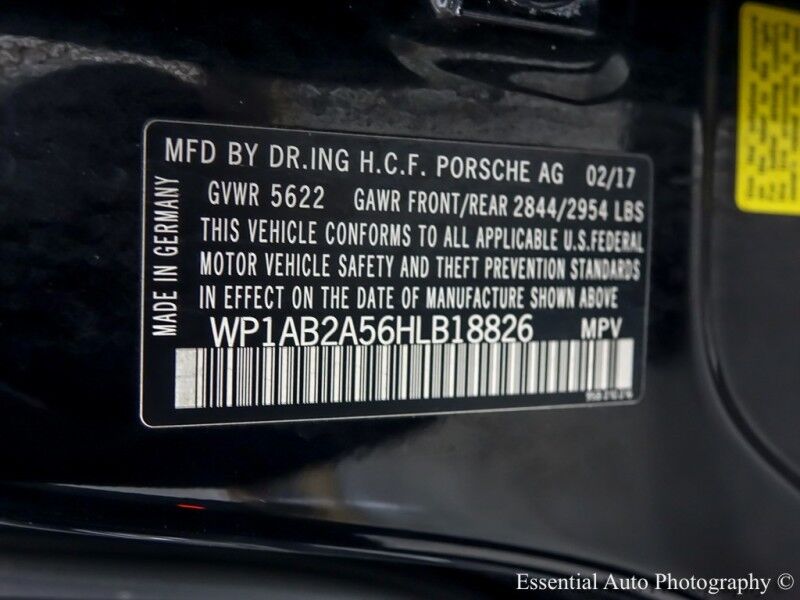 MFD BY DR.ING H.C.F. PORSCHE AG 02/17
GVWR 5622 GAWR FRONT/REAR 2844/2954 LBS
THIS VEHICLE CONFORMS TO ALL APPLICABLE U.S.FEDERAL
MOTOR VEHICLE SAFETY AND THEFT PREVENTION STANDARDS
IN EFFECT ON THE DATE OF MANUFACTURE SHOWN ABOVE
WP1AB2A56HLB18826 MPV
MADE IN GERMANY
Essential Auto Photography ©